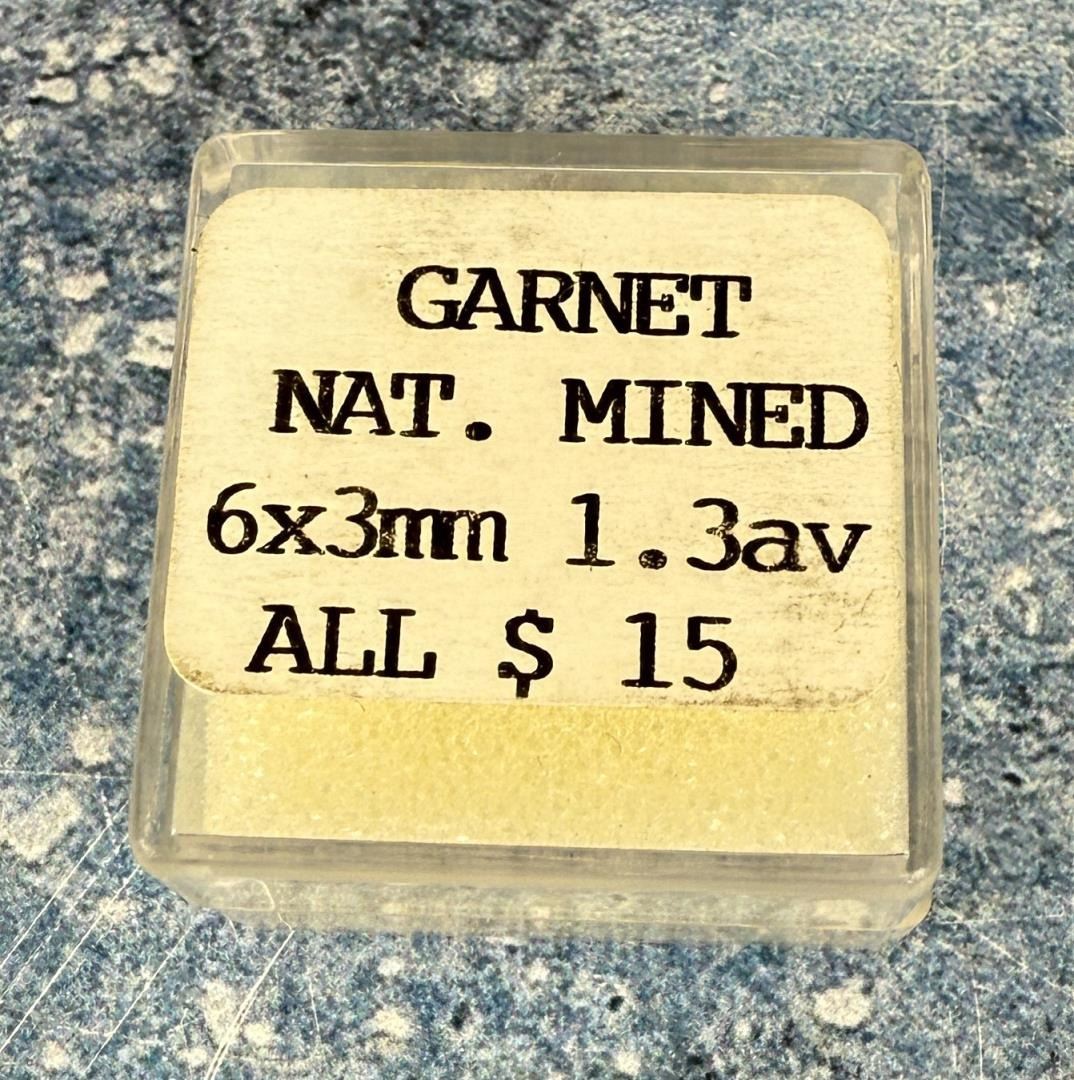 GARNET
NAT. MINED
6x3mm 1.3av
ALL $ 15